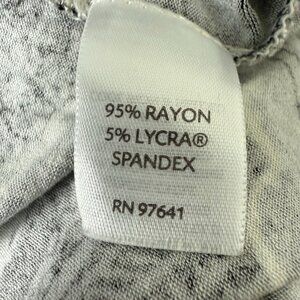 95% RAYON
5% LYCRA®
SPANDEX
RN 97641